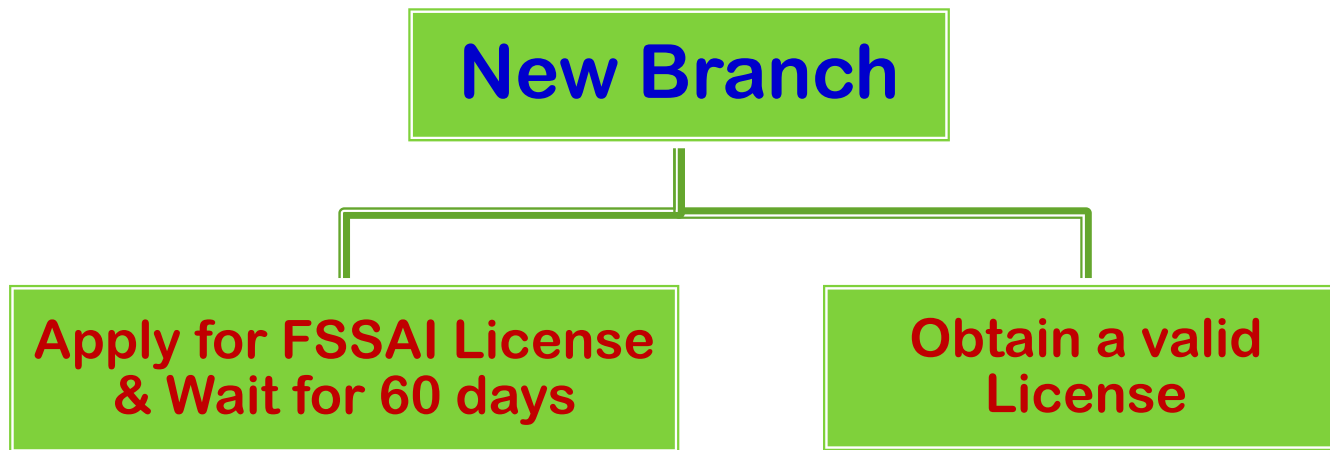 New Branch
Apply for FSSAI License
& Wait for 60 days
Obtain a valid
License